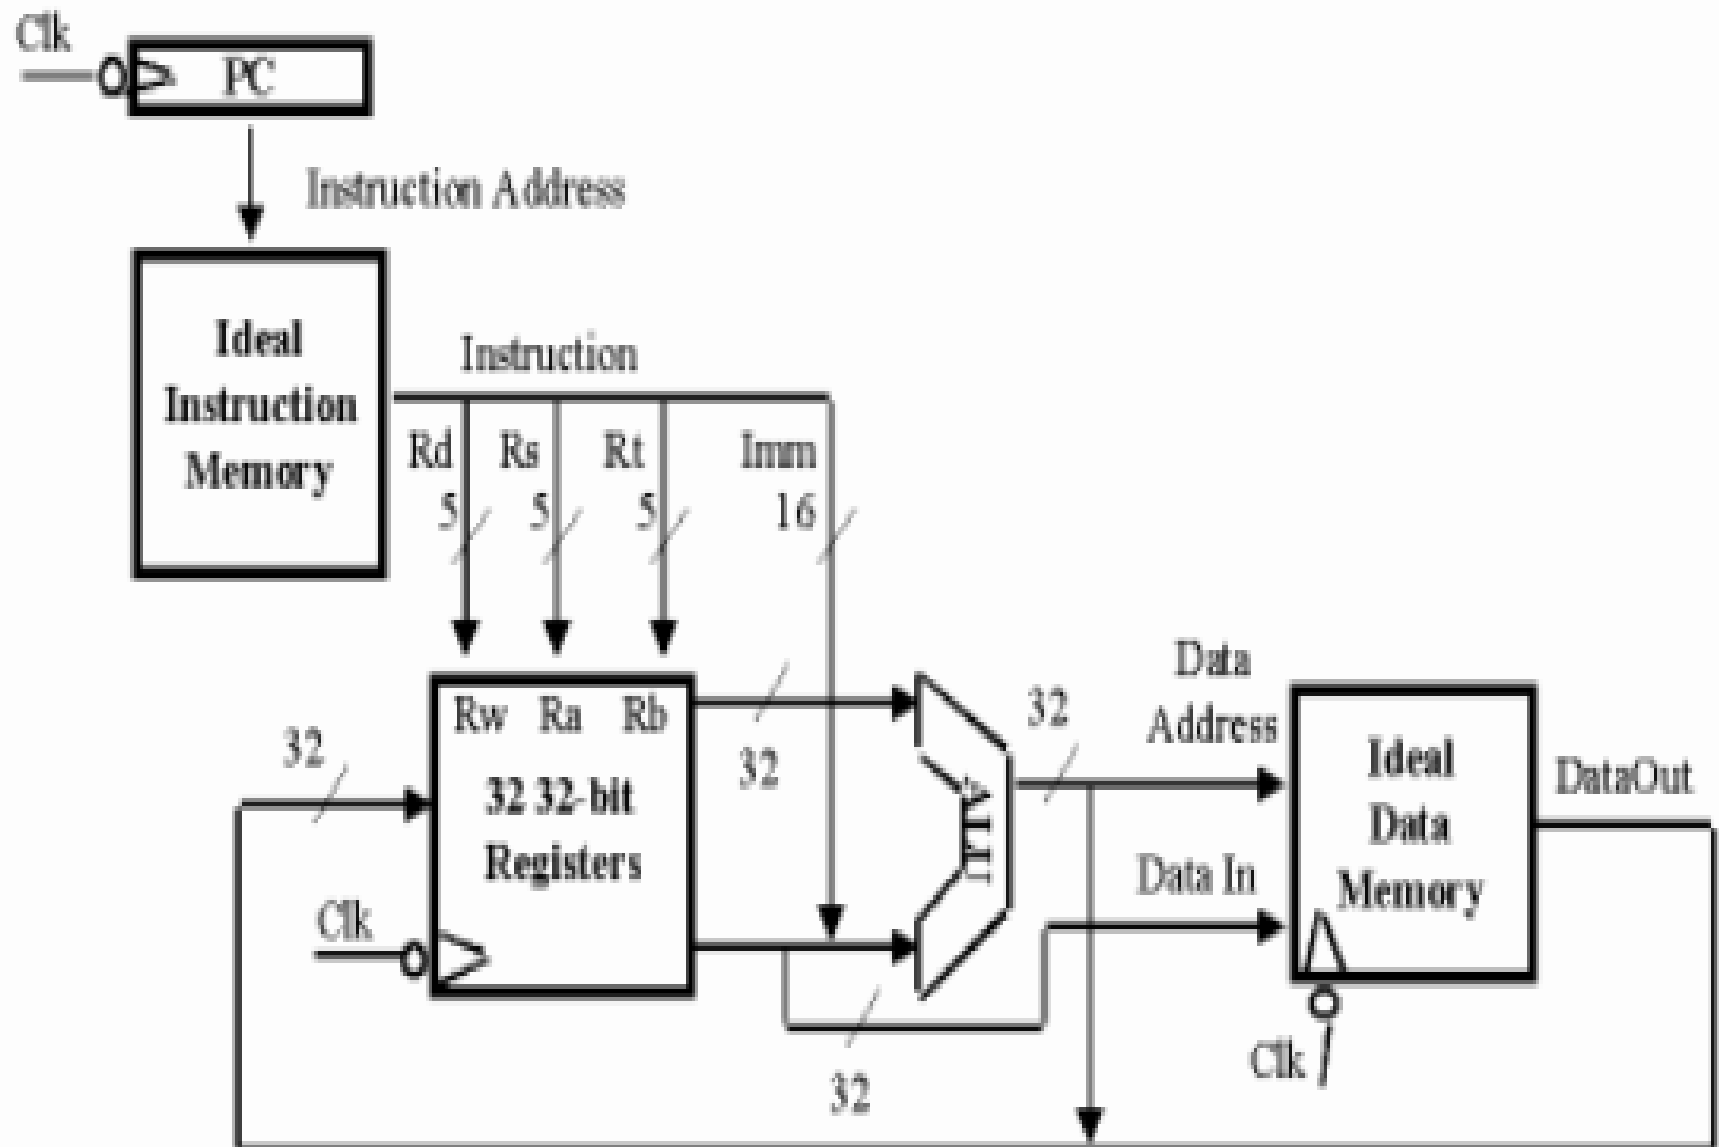 Clk
PC
Instruction Address
Ideal
Instruction
Memory
Instruction
Rd Rs Rt Imm
5 5 5 16
Rw Ra Rb
32 32-bit
Registers
Clk
32
32
ALU
32
32
Data
Address
Data In
Ideal
Data
Memory
DataOut
Clk